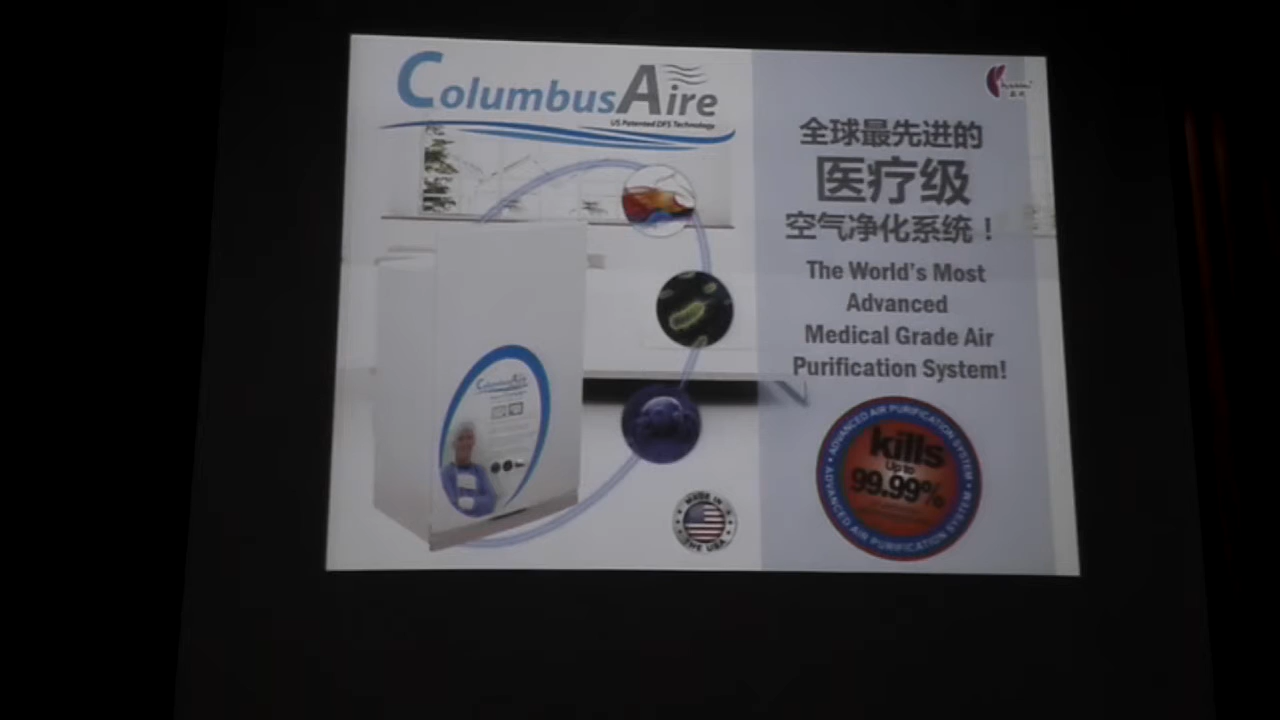 ColumbusAire
US Patented DFS Technology
全球最先进的
医疗级
空气净化系统！
The World's Most
Advanced
Medical Grade Air
Purification System!
ColumbusAire
MADE IN
THE USA
ADVANCED AIR PURIFICATION SYSTEM
kills
Up to
99.99%
ADVANCED AIR PURIFICATION SYSTEM